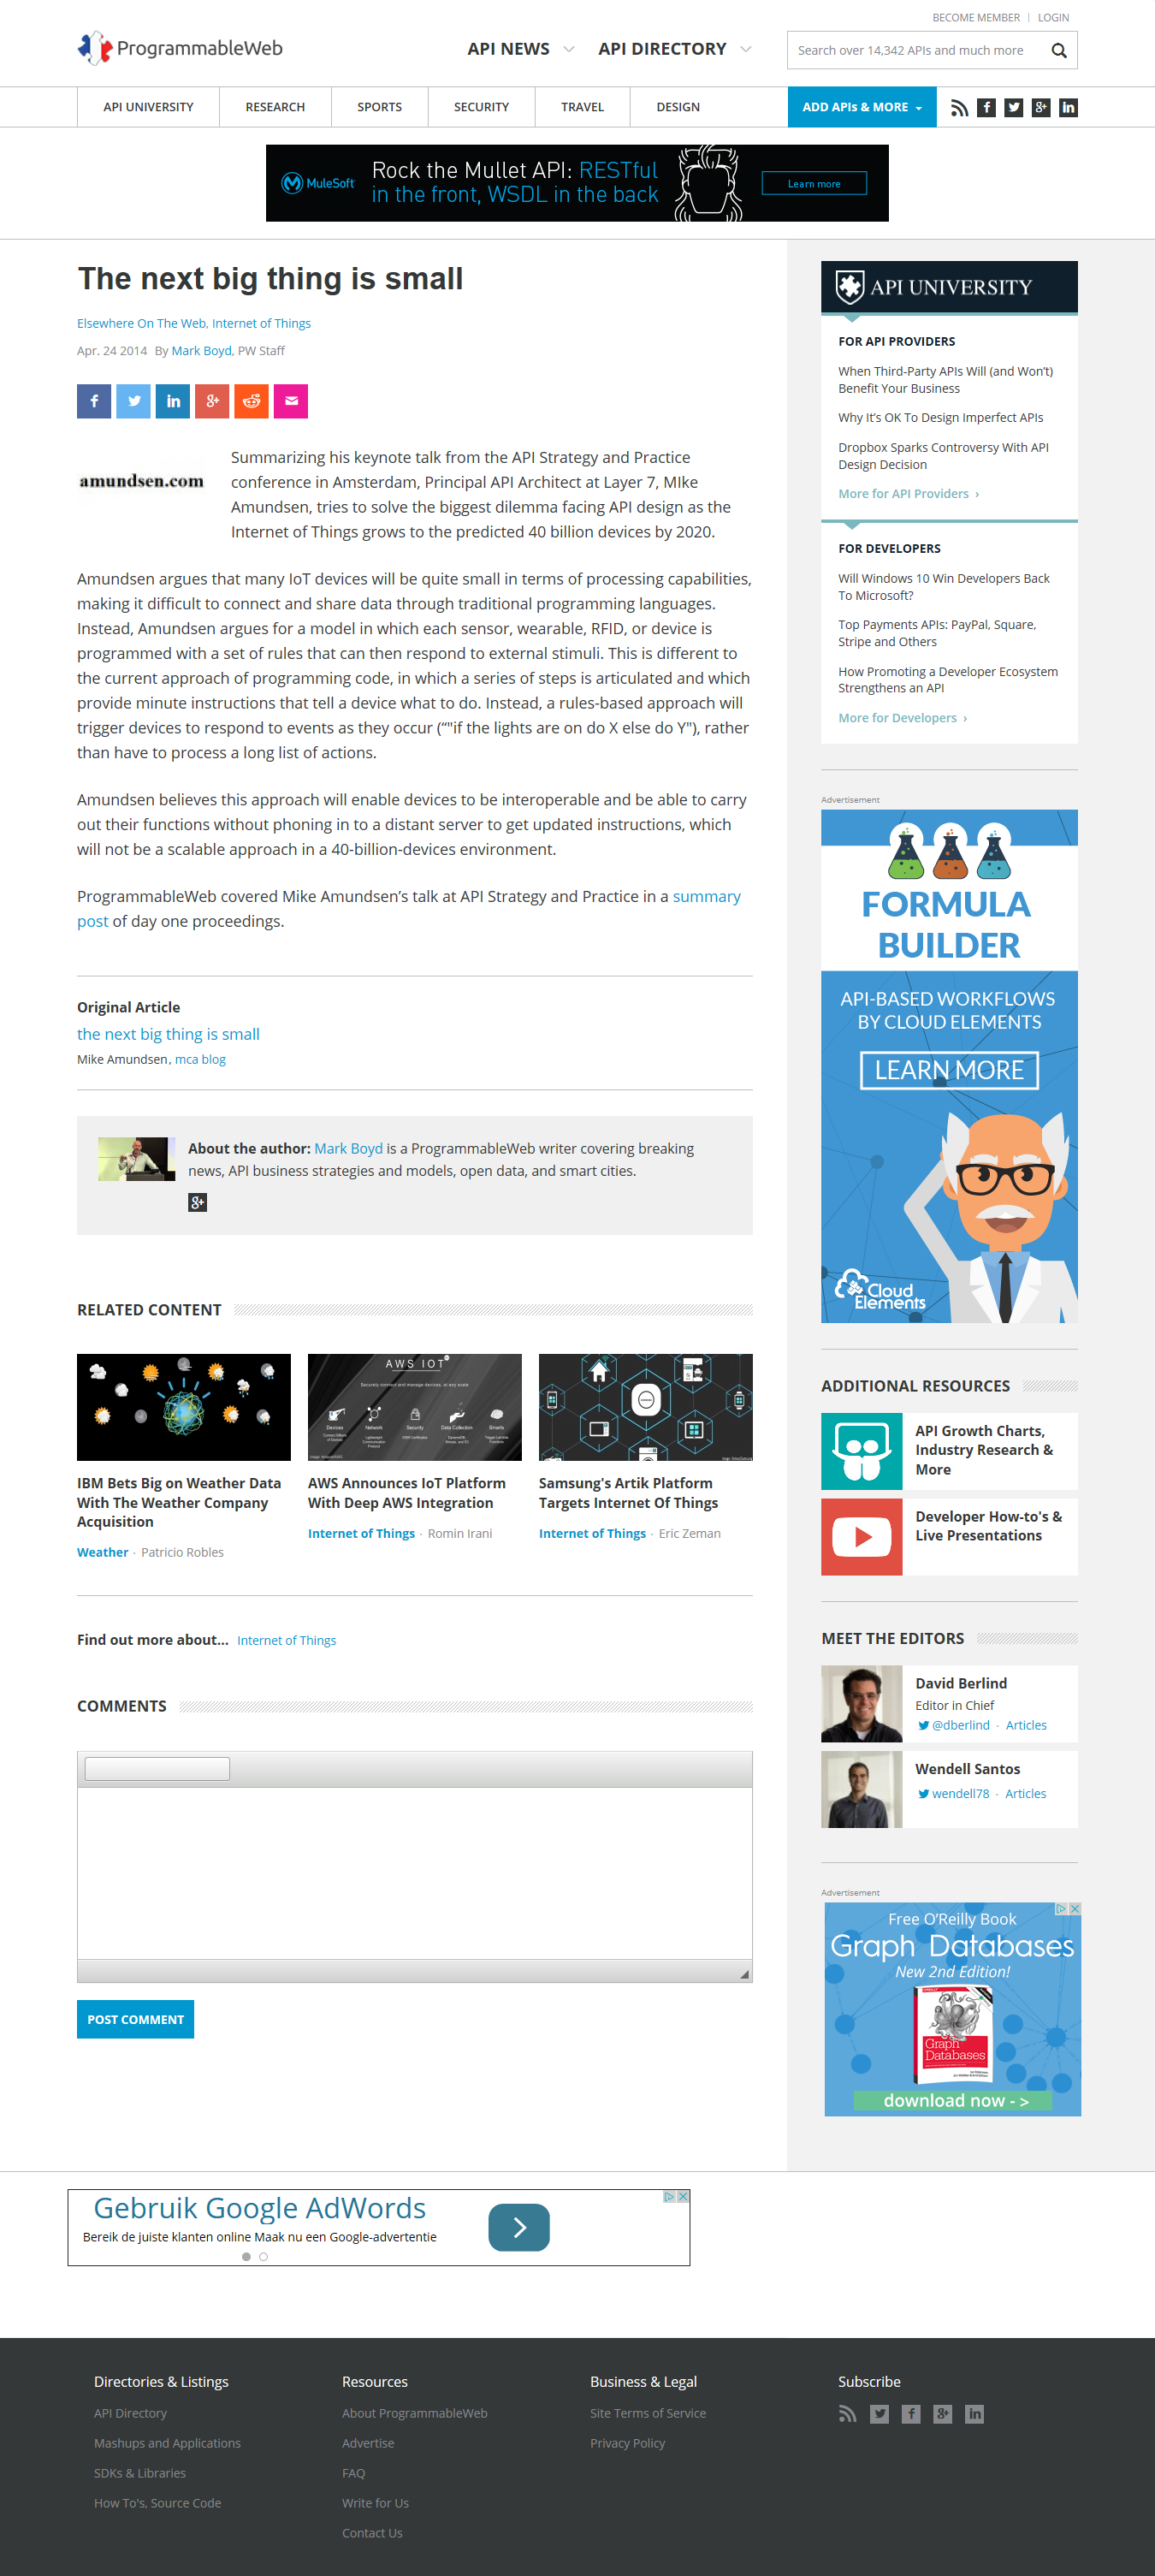 BECOME MEMBER | LOGIN
ProgrammableWeb
API NEWS
API DIRECTORY
Search over 14,342 APIs and much more
API UNIVERSITY
RESEARCH
SPORTS
SECURITY
TRAVEL
DESIGN
ADD APIs & MORE
MuleSoft
Rock the Mullet API: RESTful
in the front, WSDL in the back
Learn more
The next big thing is small
Elsewhere On The Web, Internet of Things
Apr. 24 2014 By Mark Boyd, PW Staff
amundsen.com
Summarizing his keynote talk from the API Strategy and Practice
conference in Amsterdam, Principal API Architect at Layer 7, MIke
Amundsen, tries to solve the biggest dilemma facing API design as the
Internet of Things grows to the predicted 40 billion devices by 2020.
Amundsen argues that many IoT devices will be quite small in terms of processing capabilities,
making it difficult to connect and share data through traditional programming languages.
Instead, Amundsen argues for a model in which each sensor, wearable, RFID, or device is
programmed with a set of rules that can then respond to external stimuli. This is different to
the current approach of programming code, in which a series of steps is articulated and which
provide minute instructions that tell a device what to do. Instead, a rules-based approach will
trigger devices to respond to events as they occur (“"if the lights are on do X else do Y"), rather
than have to process a long list of actions.
Amundsen believes this approach will enable devices to be interoperable and be able to carry
out their functions without phoning in to a distant server to get updated instructions, which
will not be a scalable approach in a 40-billion-devices environment.
ProgrammableWeb covered Mike Amundsen’s talk at API Strategy and Practice in a summary
post of day one proceedings.
Original Article
the next big thing is small
Mike Amundsen, mca blog
About the author: Mark Boyd is a ProgrammableWeb writer covering breaking
news, API business strategies and models, open data, and smart cities.
RELATED CONTENT
AWS IOT
Securely connect and manage devices, at any scale
IBM Bets Big on Weather Data
With The Weather Company
Acquisition
Weather · Patricio Robles
AWS Announces IoT Platform
With Deep AWS Integration
Internet of Things · Romin Irani
Samsung's Artik Platform
Targets Internet Of Things
Internet of Things · Eric Zeman
Find out more about... Internet of Things
COMMENTS
POST COMMENT
API UNIVERSITY
FOR API PROVIDERS
When Third-Party APIs Will (and Won’t)
Benefit Your Business
Why It’s OK To Design Imperfect APIs
Dropbox Sparks Controversy With API
Design Decision
More for API Providers ›
FOR DEVELOPERS
Will Windows 10 Win Developers Back
To Microsoft?
Top Payments APIs: PayPal, Square,
Stripe and Others
How Promoting a Developer Ecosystem
Strengthens an API
More for Developers ›
Advertisement
FORMULA
BUILDER
API-BASED WORKFLOWS
BY CLOUD ELEMENTS
LEARN MORE
Cloud
Elements
ADDITIONAL RESOURCES
API Growth Charts,
Industry Research &
More
Developer How-to's &
Live Presentations
MEET THE EDITORS
David Berlind
Editor in Chief
@dberlind · Articles
Wendell Santos
wendell78 · Articles
Advertisement
Free O’Reilly Book
Graph Databases
New 2nd Edition!
Graph
Databases
download now - >
Gebruik Google AdWords
Bereik de juiste klanten online Maak nu een Google-advertentie
Directories & Listings
API Directory
Mashups and Applications
SDKs & Libraries
How To's, Source Code
Resources
About ProgrammableWeb
Advertise
FAQ
Write for Us
Contact Us
Business & Legal
Site Terms of Service
Privacy Policy
Subscribe